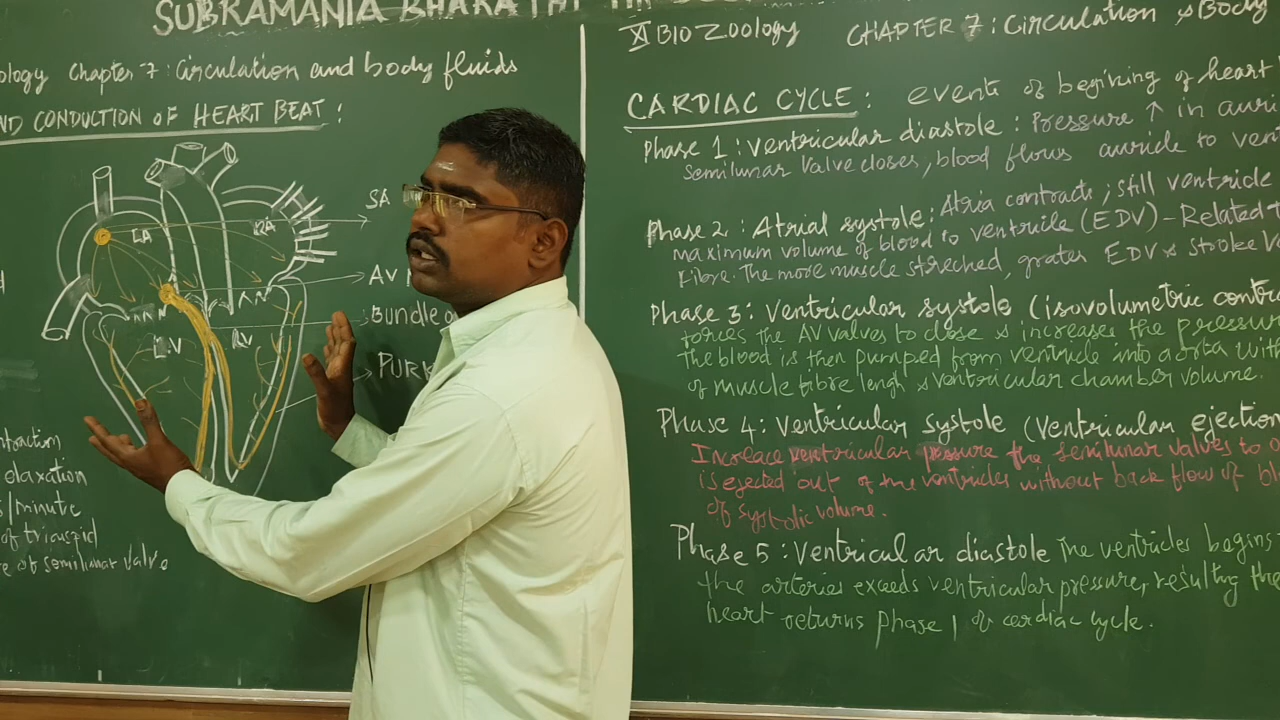 SUBRAMANIA BHARATHI
ology Chapter 7: Circulation and body fluids
ND CONDUCTION OF HEART BEAT:
SA
LA
RA
AV
Bundle o
LV
RV
PURK
ntraction
elaxation
s/minute
of tricuspid
re of semilunar valve
XI BIO Zoology CHAPTER 7: Circulation & Body
CARDIAC CYCLE: events of begining of heart
Phase 1: Ventricular diastole: Pressure ↑ in auri
semilunar valve closes, blood flows auricle to ven
Phase 2: Atrial systole: Atria contracts; still ventricle
maximum volume of blood to ventricle (EDV) - Related t
Fibre. The more muscle streched, grater EDV & stroke V
Phase 3: Ventricular systole (isovolumetric contr
forces the AV valves to close & increases the pressur
The blood is then pumped from ventricle into aorta with
of muscle fibre lengh & ventricular chamber volume.
Phase 4: Ventricular systole (Ventricular ejection
Increace ventricular pressure the semilunar valves to o
is ejected out of the ventricles without back flow of bl
of systolic volume.
Phase 5: Ventricular diastole The ventricles begins
the arteries exceeds ventricular pressure, resulting the
heart returns Phase 1 of cardiac cycle.